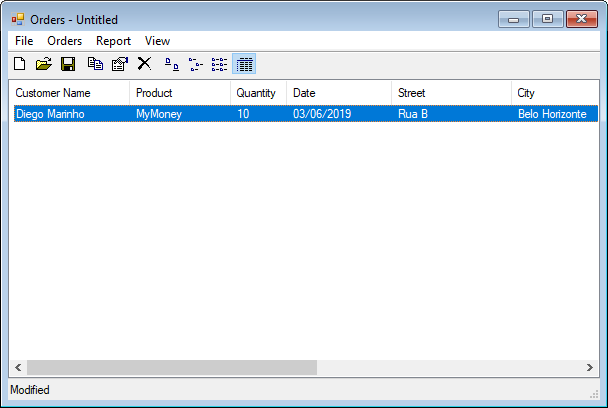 Orders - Untitled
File Orders Report View
Customer Name Product Quantity Date Street City
Diego Marinho MyMoney 10 03/06/2019 Rua B Belo Horizonte
Modified